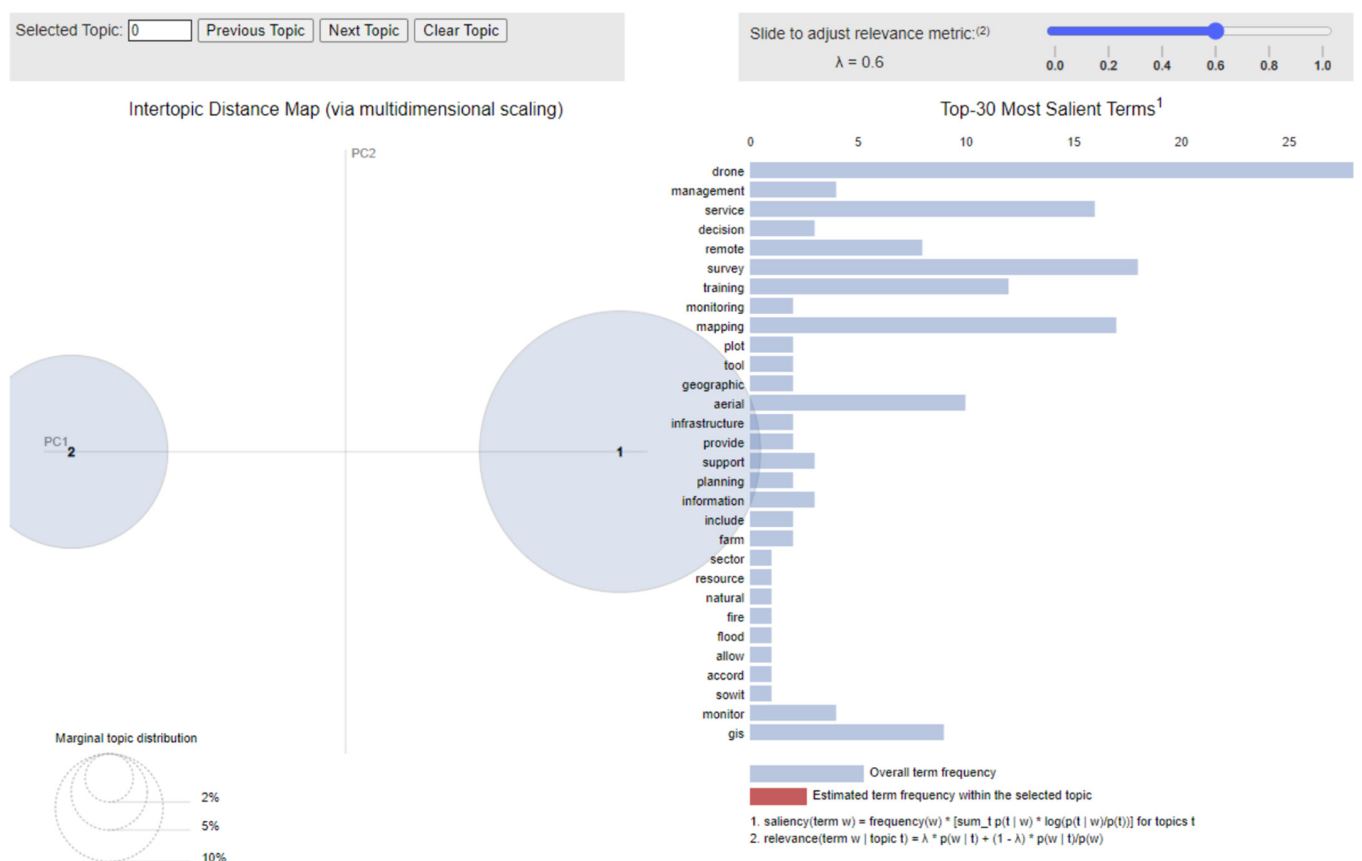 Selected Topic: 0 Previous Topic Next Topic Clear Topic
Slide to adjust relevance metric:(2)
λ = 0.6
0.0 0.2 0.4 0.6 0.8 1.0
Intertopic Distance Map (via multidimensional scaling)
PC2
PC1
2
1
Marginal topic distribution
2%
5%
10%
Top-30 Most Salient Terms1
0 5 10 15 20 25
drone
management
service
decision
remote
survey
training
monitoring
mapping
plot
tool
geographic
aerial
infrastructure
provide
support
planning
information
include
farm
sector
resource
natural
fire
flood
allow
accord
sowit
monitor
gis
Overall term frequency
Estimated term frequency within the selected topic
1. saliency(term w) = frequency(w) * [sum_t p(t | w) * log(p(t | w)/p(t))] for topics t
2. relevance(term w | topic t) = λ * p(w | t) + (1 - λ) * p(w | t)/p(w)